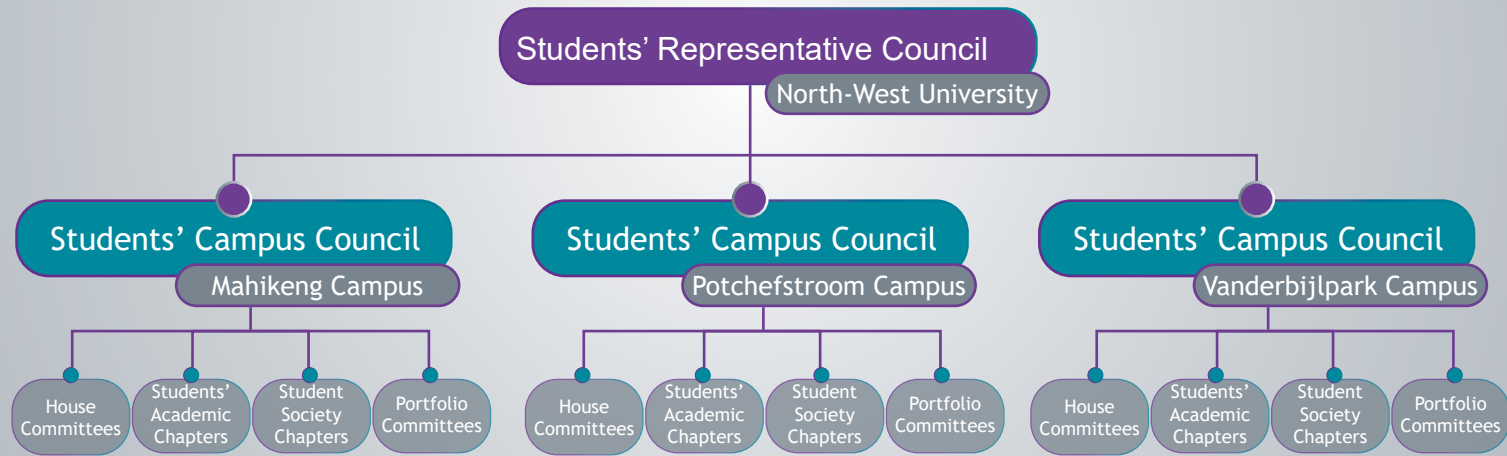 Students’ Representative Council
North-West University
Students’ Campus Council
Mahikeng Campus
Students’ Campus Council
Potchefstroom Campus
Students’ Campus Council
Vanderbijlpark Campus
House
Committees
Students’
Academic
Chapters
Student
Society
Chapters
Portfolio
Committees
House
Committees
Students’
Academic
Chapters
Student
Society
Chapters
Portfolio
Committees
House
Committees
Students’
Academic
Chapters
Student
Society
Chapters
Portfolio
Committees